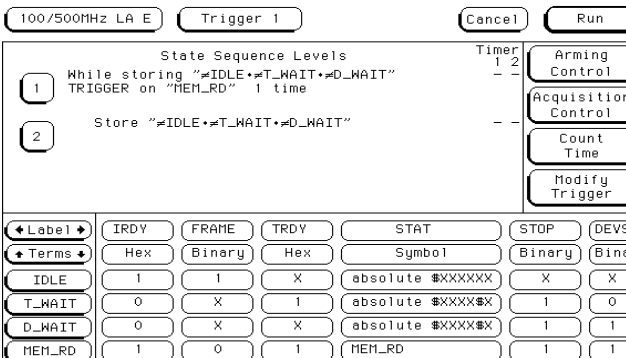 100/500MHz LA E Trigger 1 Cancel Run
State Sequence Levels Timer
1 2
While storing "≠IDLE•≠T_WAIT•≠D_WAIT" – –
1 TRIGGER on "MEM_RD" 1 time
2 Store "≠IDLE•≠T_WAIT•≠D_WAIT" – –
Arming
Control
Acquisition
Control
Count
Time
Modify
Trigger
Label IRDY FRAME TRDY STAT STOP DEVS
Terms Hex Binary Hex Symbol Binary Bina
IDLE 1 1 X absolute #XXXXXX X X
T_WAIT 0 X 1 absolute #XXXX#X 1 0
D_WAIT 0 X X absolute #XXXX#X 1 1
MEM_RD 1 0 1 MEM_RD 1 1